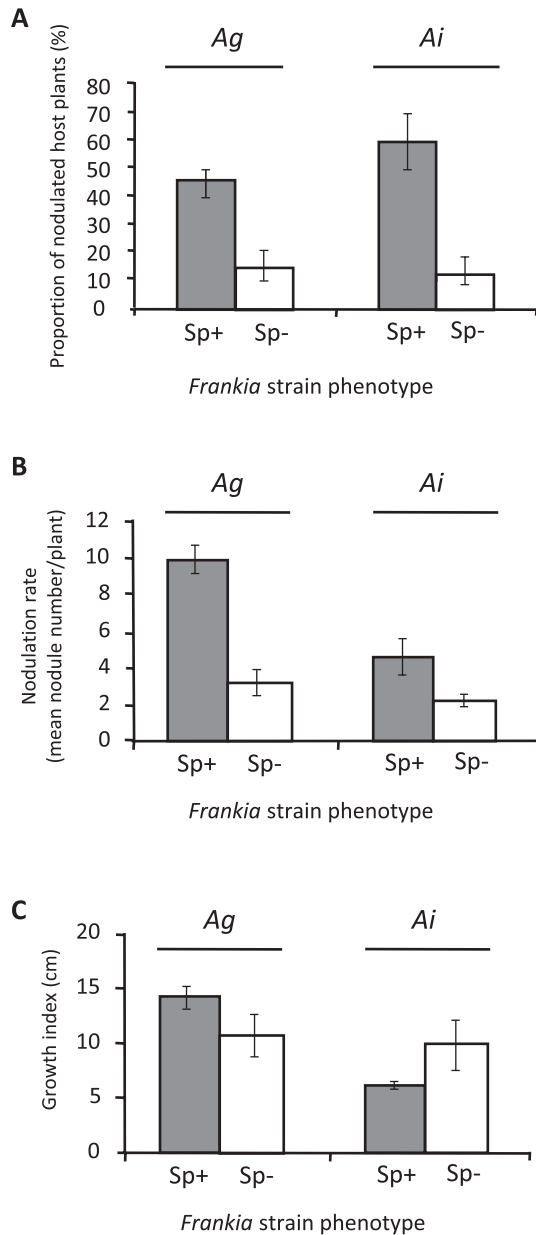 A
Ag Ai
Proportion of nodulated host plants (%)
80
70
60
50
40
30
20
10
0
Sp+ Sp- Sp+ Sp-
Frankia strain phenotype
B
Ag Ai
Nodulation rate
(mean nodule number/plant)
12
10
8
6
4
2
0
Sp+ Sp- Sp+ Sp-
Frankia strain phenotype
C
Ag Ai
Growth index (cm)
20
15
10
5
0
Sp+ Sp- Sp+ Sp-
Frankia strain phenotype